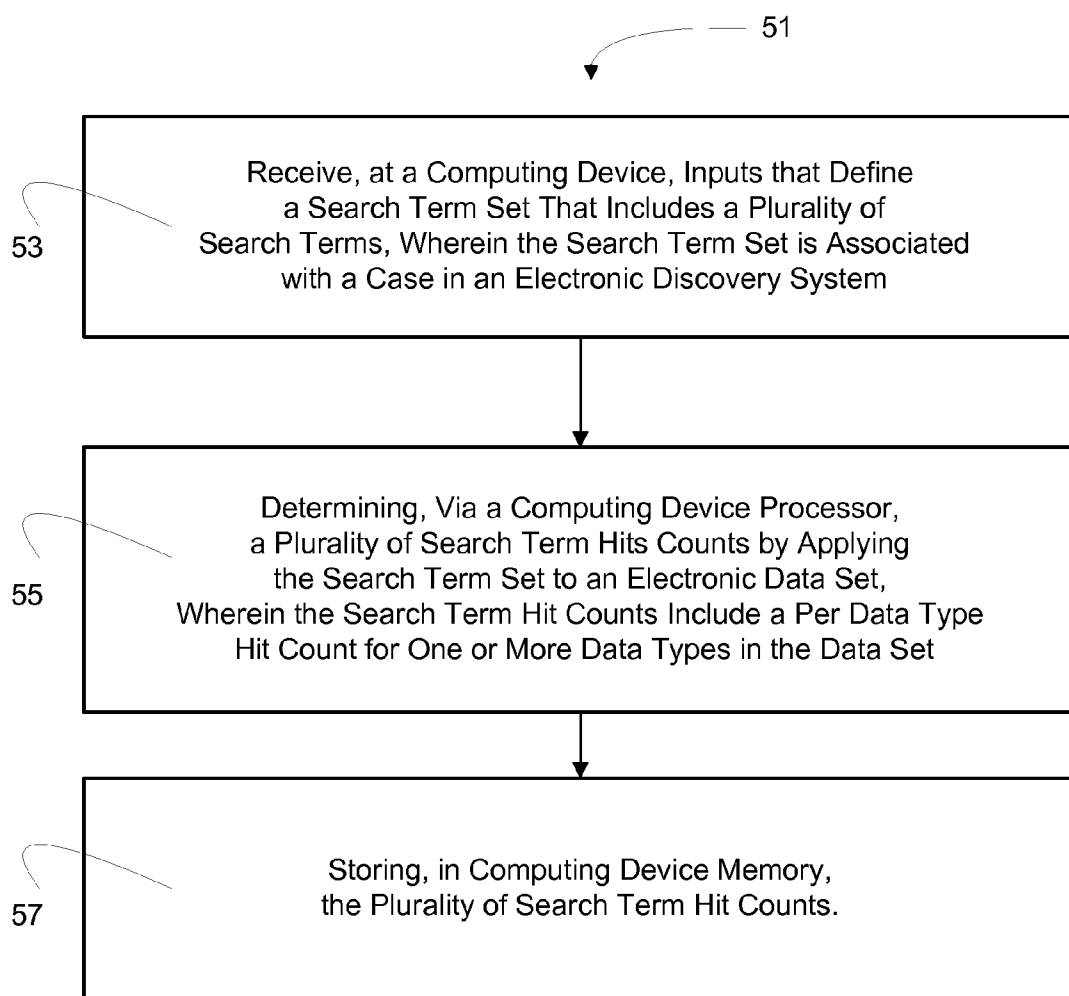 51
Receive, at a Computing Device, Inputs that Define
a Search Term Set That Includes a Plurality of
Search Terms, Wherein the Search Term Set is Associated
with a Case in an Electronic Discovery System
53
Determining, Via a Computing Device Processor,
a Plurality of Search Term Hits Counts by Applying
the Search Term Set to an Electronic Data Set,
Wherein the Search Term Hit Counts Include a Per Data Type
Hit Count for One or More Data Types in the Data Set
55
Storing, in Computing Device Memory,
the Plurality of Search Term Hit Counts.
57